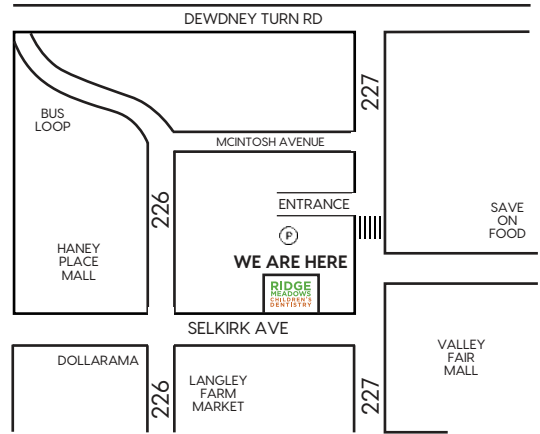 DEWDNEY TURN RD
227
BUS
LOOP
MCINTOSH AVENUE
226
ENTRANCE
SAVE
ON
FOOD
P
HANEY
PLACE
MALL
WE ARE HERE
RIDGE
MEADOWS
CHILDREN'S
DENTISTRY
SELKIRK AVE
VALLEY
FAIR
MALL
DOLLARAMA
226
LANGLEY
FARM
MARKET
227